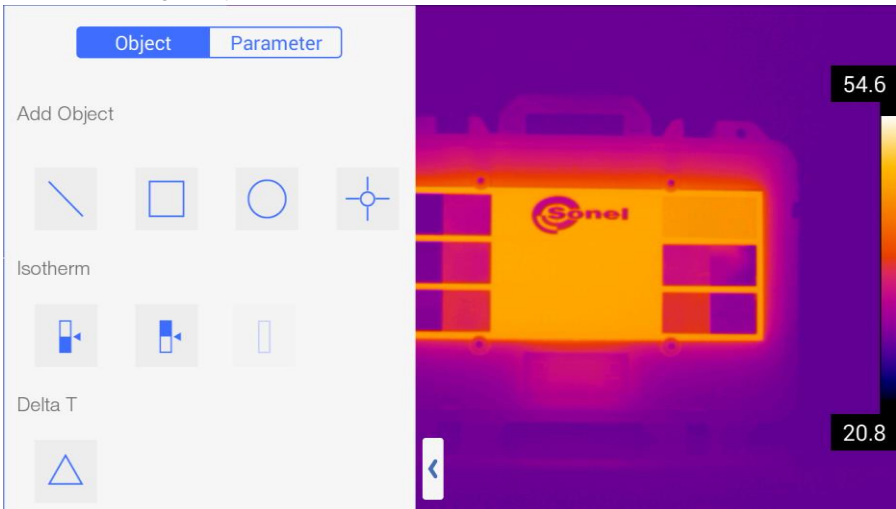 Object
Parameter
Add Object
Isotherm
Delta T
Sonel
54.6
20.8